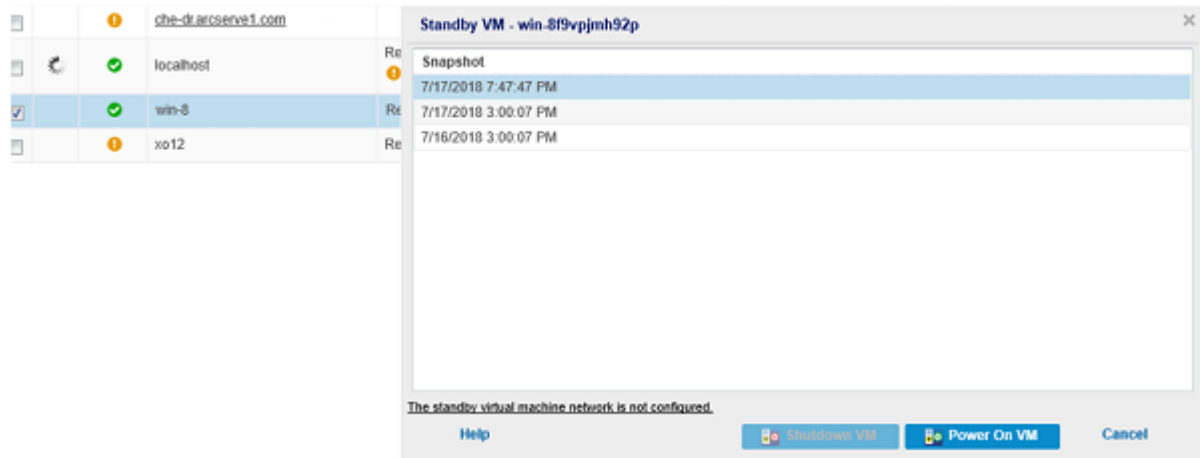 che-dr.arcserve1.com
localhost
Re
win-8
Re
xo12
Re
Standby VM - win-8f9vpjmh92p
Snapshot
7/17/2018 7:47:47 PM
7/17/2018 3:00:07 PM
7/16/2018 3:00:07 PM
The standby virtual machine network is not configured.
Help
Shutdown VM
Power On VM
Cancel